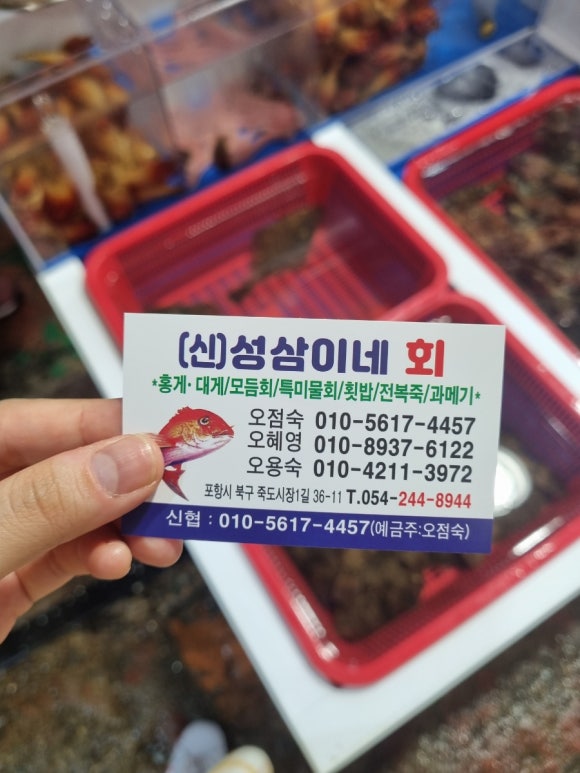 (신)성삼이네 회
*홍게·대게/모듬회/특미물회/횟밥/전복죽/과메기*
오점숙 010-5617-4457
오혜영 010-8937-6122
오용숙 010-4211-3972
포항시 북구 죽도시장1길 36-11 T.054-244-8944
신협 : 010-5617-4457(예금주:오점숙)